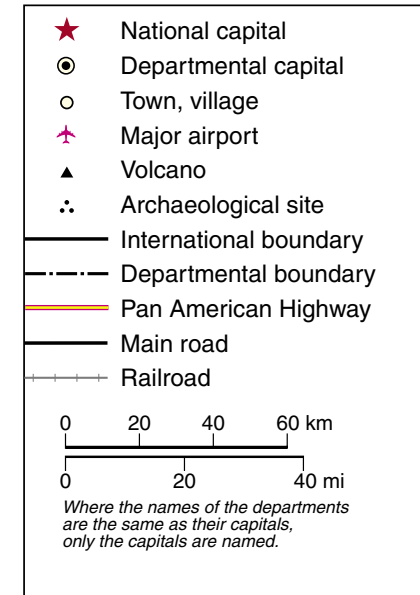 National capital
Departmental capital
Town, village
Major airport
Volcano
Archaeological site
International boundary
Departmental boundary
Pan American Highway
Main road
Railroad
0 20 40 60 km
0 20 40 mi
Where the names of the departments
are the same as their capitals,
only the capitals are named.